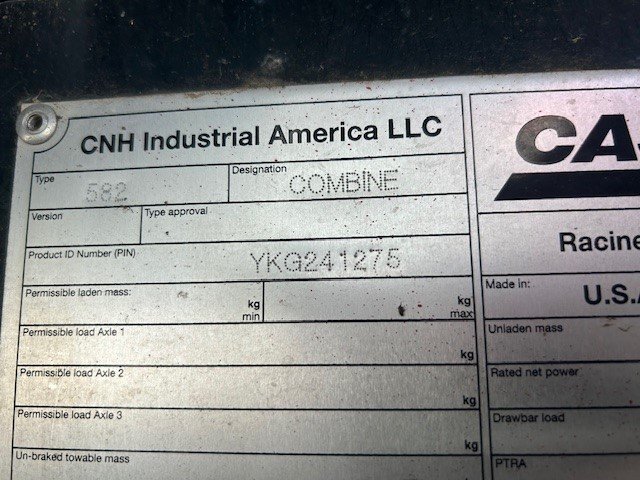 CNH Industrial America LLC
Type
582
Designation
COMBINE
Version
Type approval
Product ID Number (PIN)
YKG241275
Permissible laden mass:
kg
min
kg
max
Permissible load Axle 1
kg
Permissible load Axle 2
kg
Permissible load Axle 3
kg
Un-braked towable mass
CAS
Racine
Made in:
U.S.A
Unladen mass
Rated net power
Drawbar load
PTRA